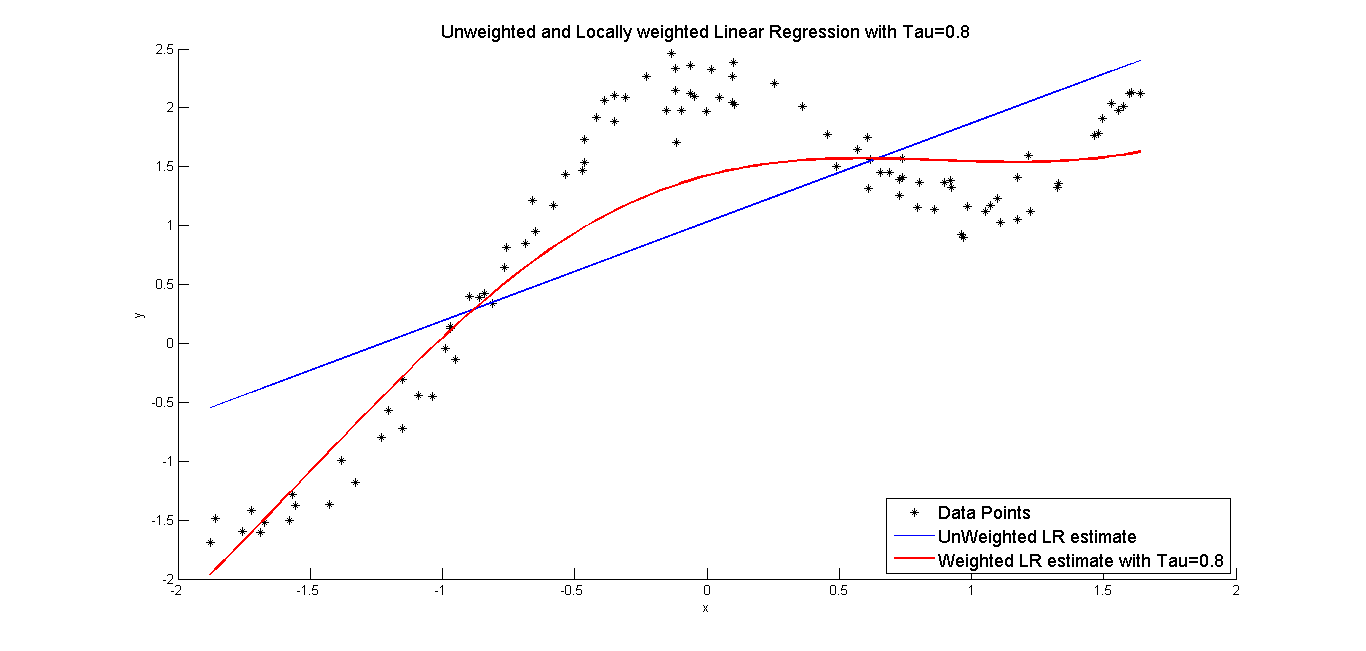 Unweighted and Locally weighted Linear Regression with Tau=0.8
2.5
2
1.5
1
0.5
0
-0.5
-1
-1.5
-2
y
-2 -1.5 -1 -0.5 0 0.5 1 1.5 2
x
Data Points
UnWeighted LR estimate
Weighted LR estimate with Tau=0.8